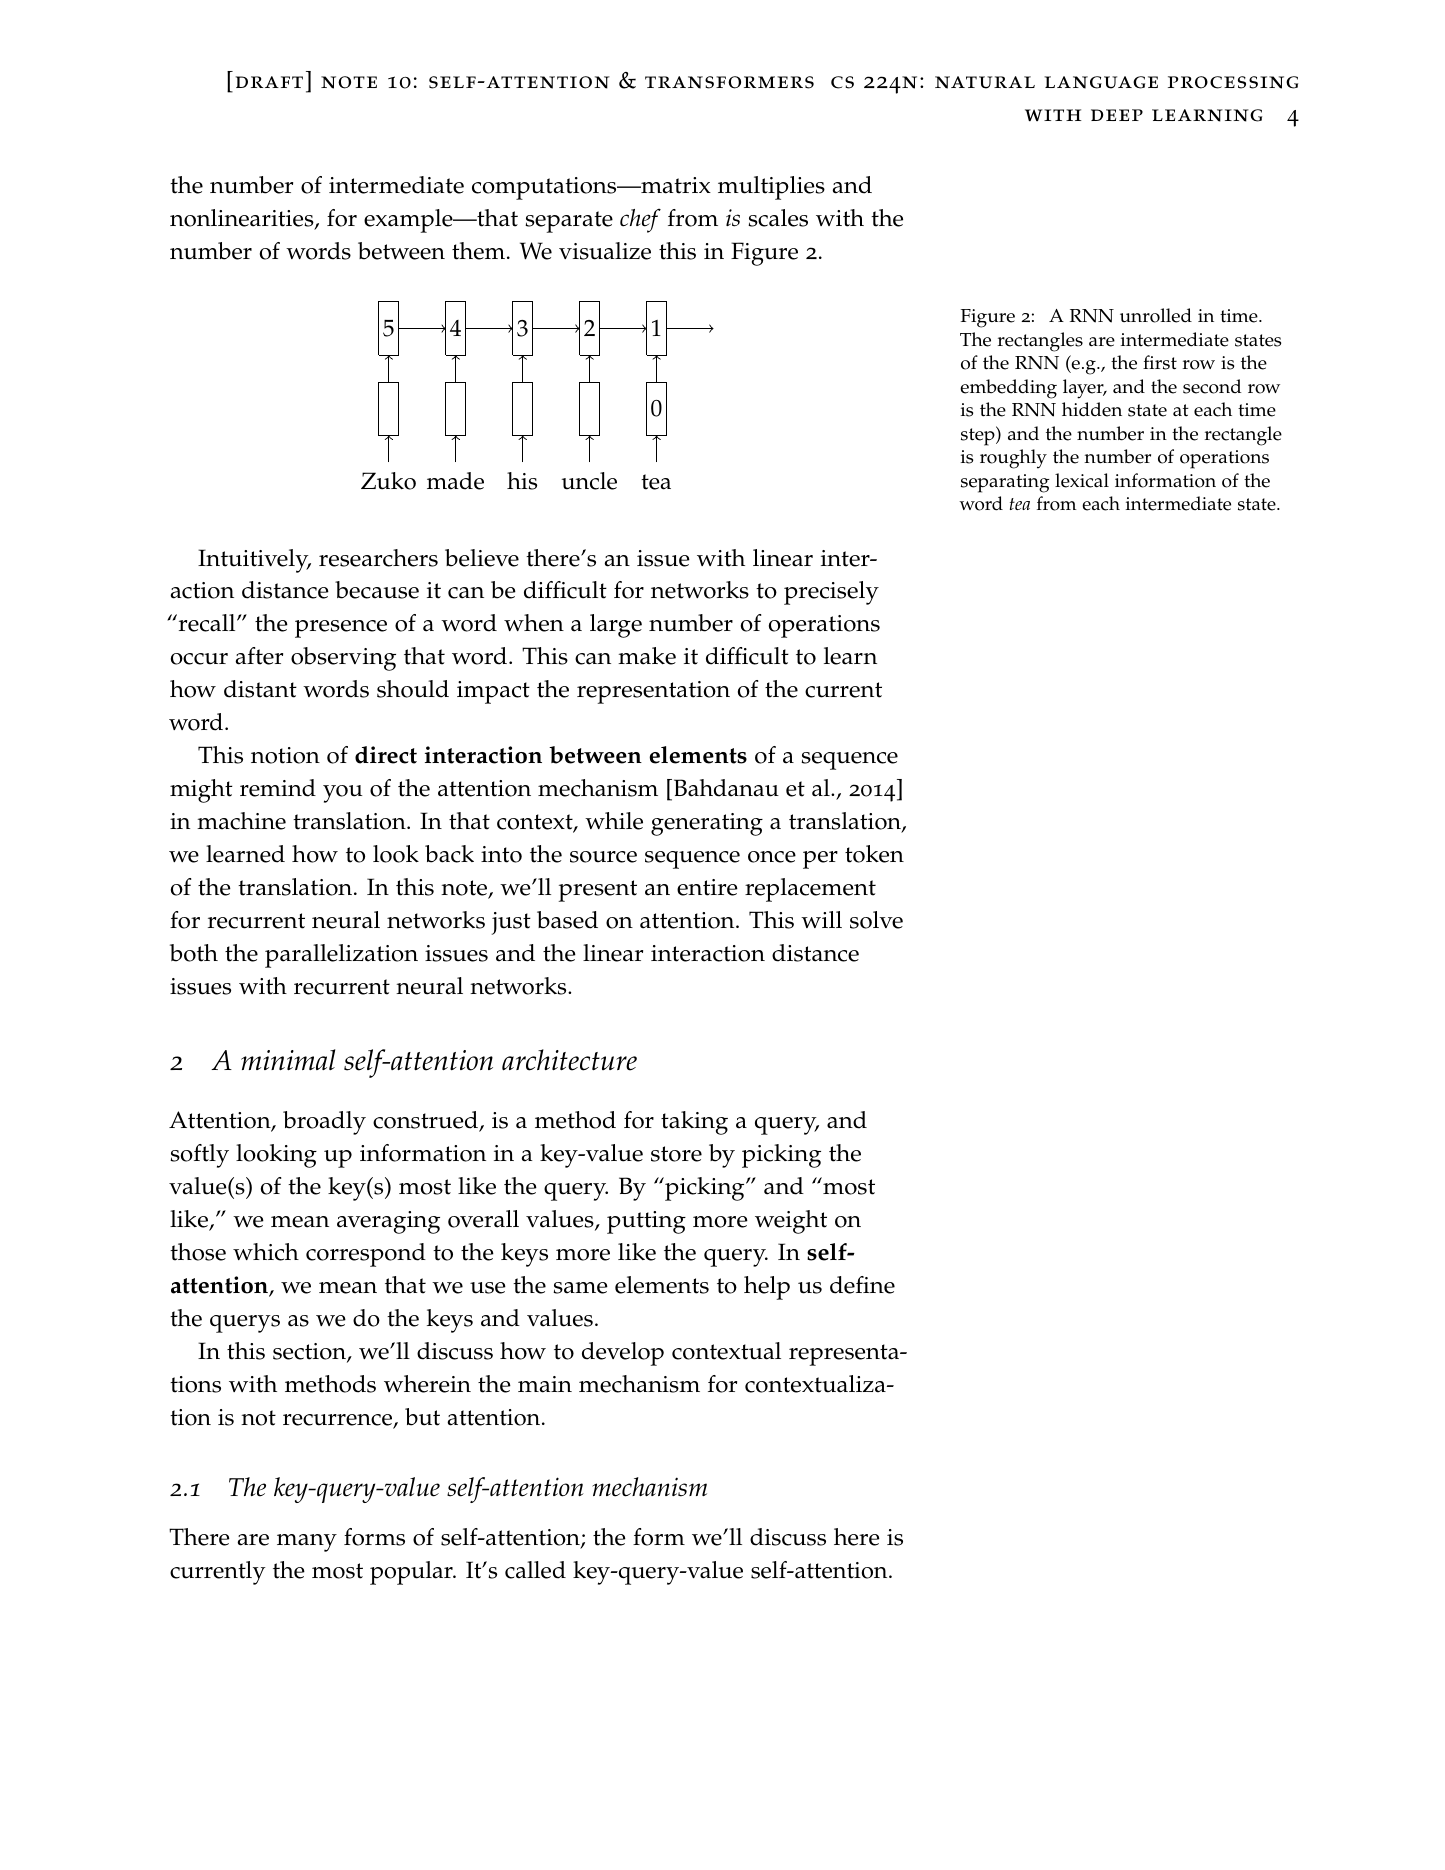 [DRAFT] NOTE 10: SELF-ATTENTION & TRANSFORMERS CS 224N: NATURAL LANGUAGE PROCESSING
WITH DEEP LEARNING 4
the number of intermediate computations—matrix multiplies and
nonlinearities, for example—that separate chef from is scales with the
number of words between them. We visualize this in Figure 2.
5 4 3 2 1
0
Zuko made his uncle tea
Figure 2: A RNN unrolled in time.
The rectangles are intermediate states
of the RNN (e.g., the first row is the
embedding layer, and the second row
is the RNN hidden state at each time
step) and the number in the rectangle
is roughly the number of operations
separating lexical information of the
word tea from each intermediate state.
Intuitively, researchers believe there's an issue with linear inter-
action distance because it can be difficult for networks to precisely
“recall” the presence of a word when a large number of operations
occur after observing that word. This can make it difficult to learn
how distant words should impact the representation of the current
word.
This notion of direct interaction between elements of a sequence
might remind you of the attention mechanism [Bahdanau et al., 2014]
in machine translation. In that context, while generating a translation,
we learned how to look back into the source sequence once per token
of the translation. In this note, we'll present an entire replacement
for recurrent neural networks just based on attention. This will solve
both the parallelization issues and the linear interaction distance
issues with recurrent neural networks.
2 A minimal self-attention architecture
Attention, broadly construed, is a method for taking a query, and
softly looking up information in a key-value store by picking the
value(s) of the key(s) most like the query. By “picking” and “most
like,” we mean averaging overall values, putting more weight on
those which correspond to the keys more like the query. In self-
attention, we mean that we use the same elements to help us define
the querys as we do the keys and values.
In this section, we'll discuss how to develop contextual representa-
tions with methods wherein the main mechanism for contextualiza-
tion is not recurrence, but attention.
2.1 The key-query-value self-attention mechanism
There are many forms of self-attention; the form we'll discuss here is
currently the most popular. It's called key-query-value self-attention.